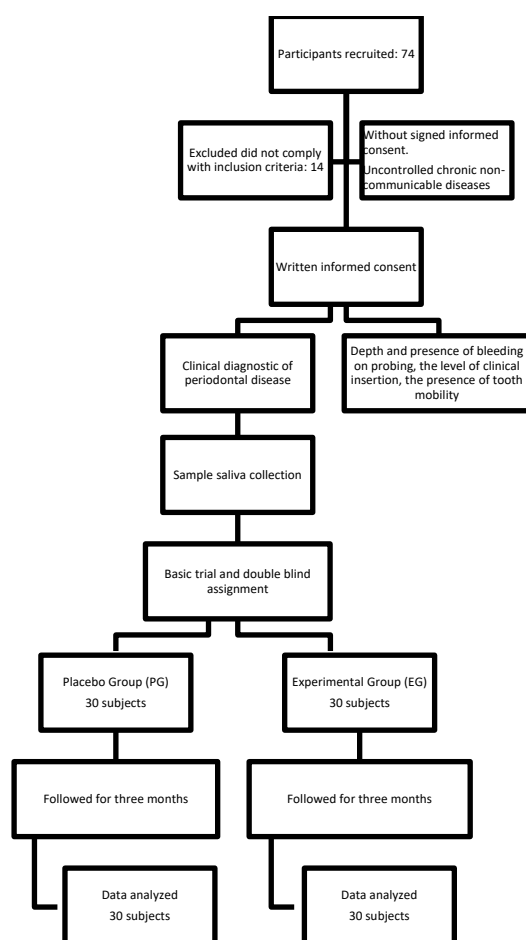 Participants recruited: 74
Excluded did not comply
with inclusion criteria: 14
Without signed informed
consent.
Uncontrolled chronic non-
communicable diseases
Written informed consent
Clinical diagnostic of
periodontal disease
Depth and presence of bleeding
on probing, the level of clinical
insertion, the presence of tooth
mobility
Sample saliva collection
Basic trial and double blind
assignment
Placebo Group (PG)
30 subjects
Experimental Group (EG)
30 subjects
Followed for three months
Followed for three months
Data analyzed
30 subjects
Data analyzed
30 subjects